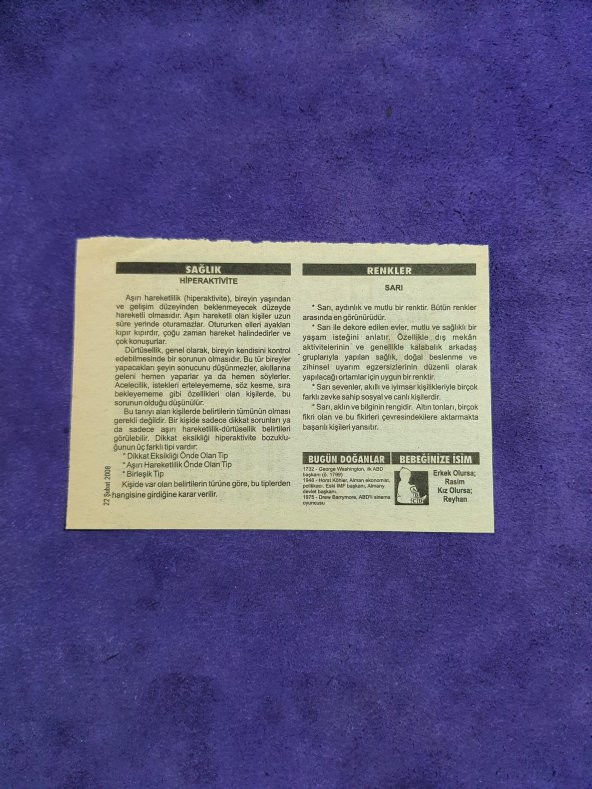 SAĞLIK
HİPERAKTİVİTE
Aşırı hareketlilik (hiperaktivite), bireyin yaşından
ve gelişim düzeyinden beklenmeyecek düzeyde
hareketli olmasıdır. Aşırı hareketli olan kişiler uzun
süre yerinde oturamazlar. Otururken elleri ayakları
kıpır kıpırdır, çoğu zaman hareket halindedirler ve
çok konuşurlar.
Dürtüsellik, genel olarak, bireyin kendisini kontrol
edebilmesinde bir sorunun olmasıdır. Bu tür bireyler
yapacakları şeyin sonucunu düşünmezler, akıllarına
geleni hemen yaparlar ya da hemen söylerler.
Acelecilik, istekleri erteleyememe, söz kesme, sıra
bekleyememe gibi özellikleri olan kişilerde, bu
sorunun olduğu düşünülür.
Bu tanıyı alan kişilerde belirtilerin tümünün olması
gerekli değildir. Bir kişide sadece dikkat sorunları ya
da sadece aşırı hareketlilik-dürtüsellik belirtileri
görülebilir. Dikkat eksikliği hiperaktivite bozuklu-
ğunun üç farklı tipi vardır:
* Dikkat Eksikliği Önde Olan Tip
* Aşırı Hareketlilik Önde Olan Tip
* Birleşik Tip
Kişide var olan belirtilerin türüne göre, bu tiplerden
hangisine girdiğine karar verilir.
22 Şubat 2008
RENKLER
SARI
* Sarı, aydınlık ve mutlu bir renktir. Bütün renkler
arasında en görünürüdür.
* Sarı ile dekore edilen evler, mutlu ve sağlıklı bir
yaşam isteğini anlatır. Özellikle dış mekân
aktivitelerinin ve genellikle kalabalık arkadaş
gruplarıyla yapılan sağlık, doğal beslenme ve
zihinsel uyarım egzersizlerinin düzenli olarak
yapılacağı ortamlar için uygun bir renktir.
* Sarı sevenler, akıllı ve iyimser kişilikleriyle birçok
farklı zevke sahip sosyal ve canlı kişilerdir.
* Sarı, aklın ve bilginin rengidir. Altın tonları, birçok
fikri olan ve bu fikirleri çevresindekilere aktarmakta
başarılı kişileri yansıtır.
BUGÜN DOĞANLAR
1732 - George Washington, ilk ABD
başkanı (ö. 1799)
1943 - Horst Köhler, Alman ekonomist,
politikacı. Eski IMF başkanı, Almany
devlet başkanı.
1975 - Drew Barrymore, ABD'li sinema
oyuncusu
BEBEĞİNİZE İSİM
Erkek Olursa;
Rasim
Kız Olursa;
Reyhan